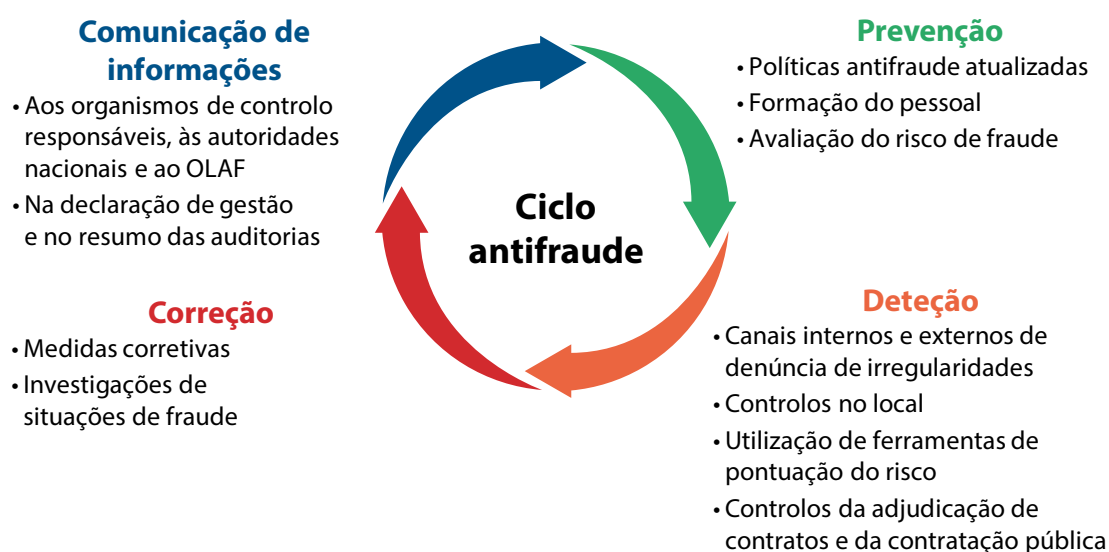 Comunicação de
informações
• Aos organismos de controlo
responsáveis, às autoridades
nacionais e ao OLAF
• Na declaração de gestão
e no resumo das auditorias
Prevenção
• Políticas antifraude atualizadas
• Formação do pessoal
• Avaliação do risco de fraude
Ciclo
antifraude
Correção
• Medidas corretivas
• Investigações de
situações de fraude
Deteção
• Canais internos e externos de
denúncia de irregularidades
• Controlos no local
• Utilização de ferramentas de
pontuação do risco
• Controlos da adjudicação de
contratos e da contratação pública